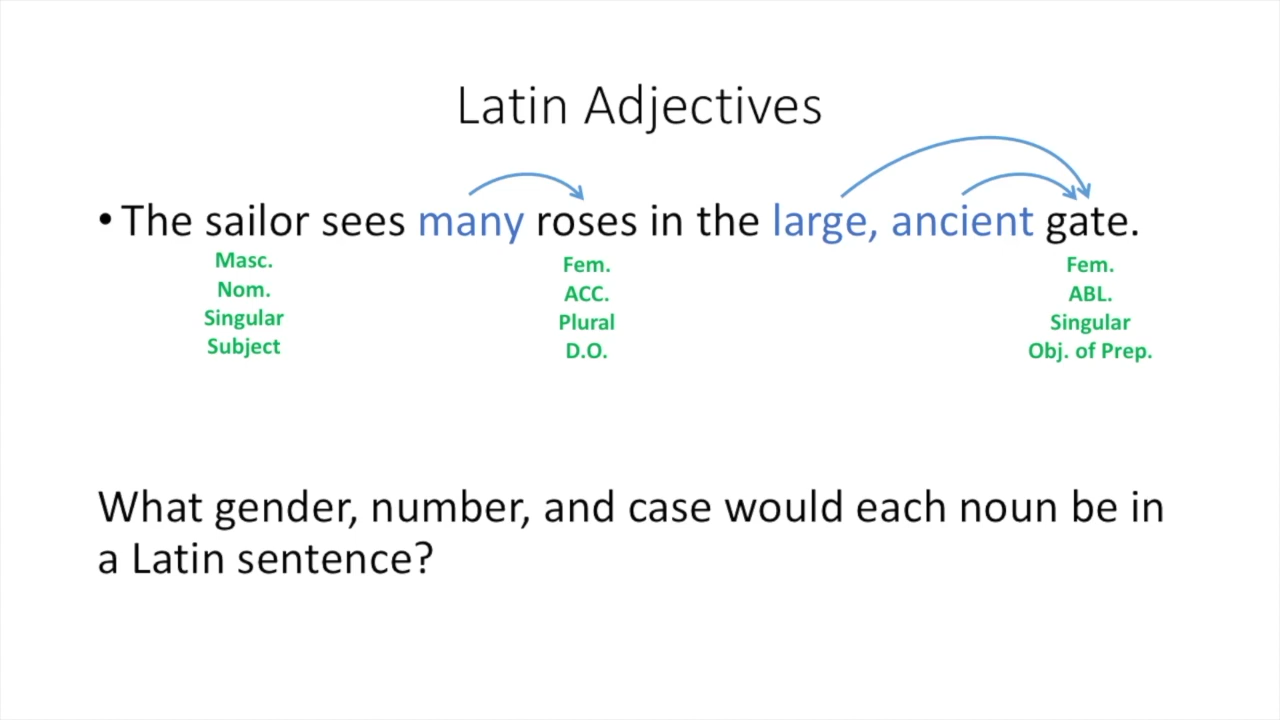 Latin Adjectives
• The sailor sees many roses in the large, ancient gate.
Masc.
Nom.
Singular
Subject
Fem.
ACC.
Plural
D.O.
Fem.
ABL.
Singular
Obj. of Prep.
What gender, number, and case would each noun be in
a Latin sentence?